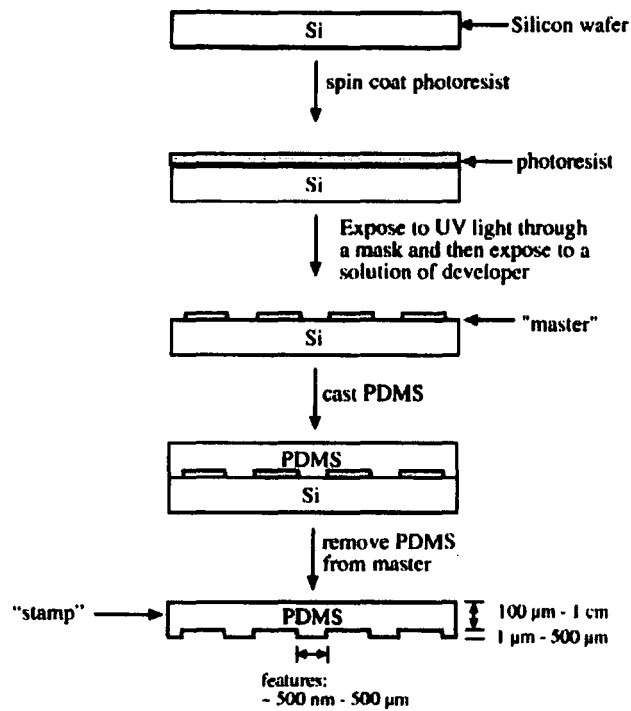 Si
Silicon wafer
spin coat photoresist
photoresist
Si
Expose to UV light through
a mask and then expose to a
solution of developer
"master"
Si
cast PDMS
PDMS
Si
remove PDMS
from master
"stamp"
PDMS
100 μm - 1 cm
1 μm - 500 μm
features:
~ 500 nm - 500 μm